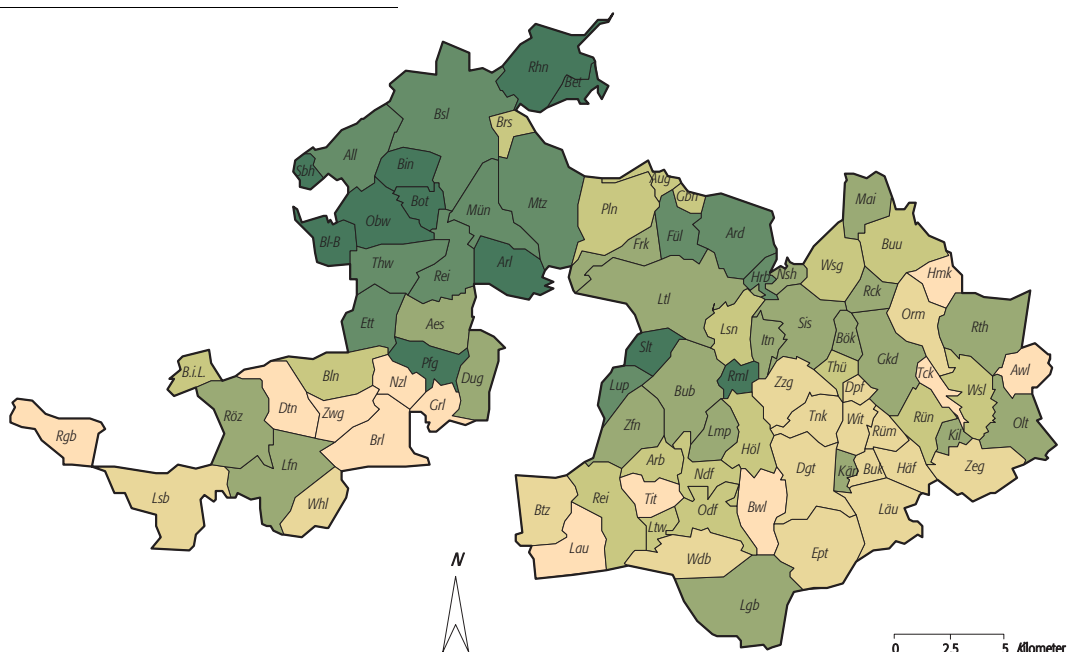 Rhn
Bet
Bsl
Brs
All
Bin
Sbh
Bot
Obw
Mün
Mtz
Bl-B
Thw
Rei
Arl
Pln
Aug
Gbn
Frk
Fül
Ard
Mai
Buu
Wsg
Hmk
Hrb
Nsh
Rck
Ltl
Orm
Ett
Aes
Lsn
Itn
Sis
Bök
Rth
Slt
Pfg
Dug
Rml
Thü
Gkd
Tck
Awl
B.i.L.
Bln
Nzl
Grl
Lup
Bub
Zzg
Dpf
Wsl
Rgb
Röz
Dtn
Zwg
Brl
Zfn
Lmp
Höl
Tnk
Wit
Rüm
Rün
Kil
Olt
Lfn
Arb
Ndf
Dgt
Buk
Häf
Zeg
Lsb
Whl
Btz
Rei
Tit
Odf
Bwl
Läu
Ltw
Lau
Wdb
Ept
Lgb
N
0 2.5 5 Kilometer